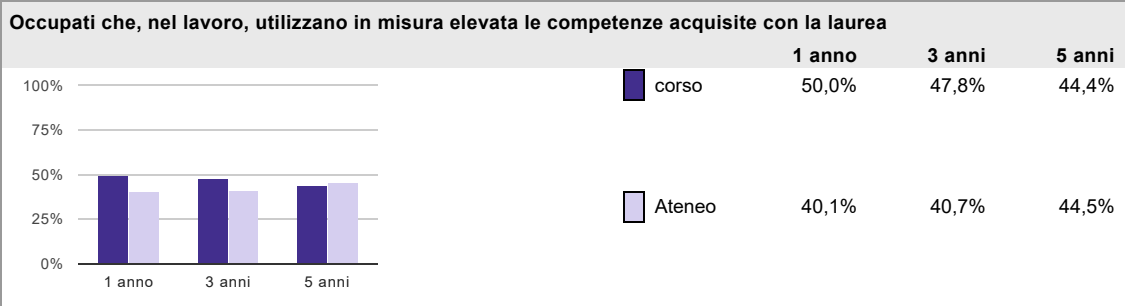 Occupati che, nel lavoro, utilizzano in misura elevata le competenze acquisite con la laurea
1 anno 3 anni 5 anni
corso 50,0% 47,8% 44,4%
Ateneo 40,1% 40,7% 44,5%
100%
75%
50%
25%
0%
1 anno 3 anni 5 anni